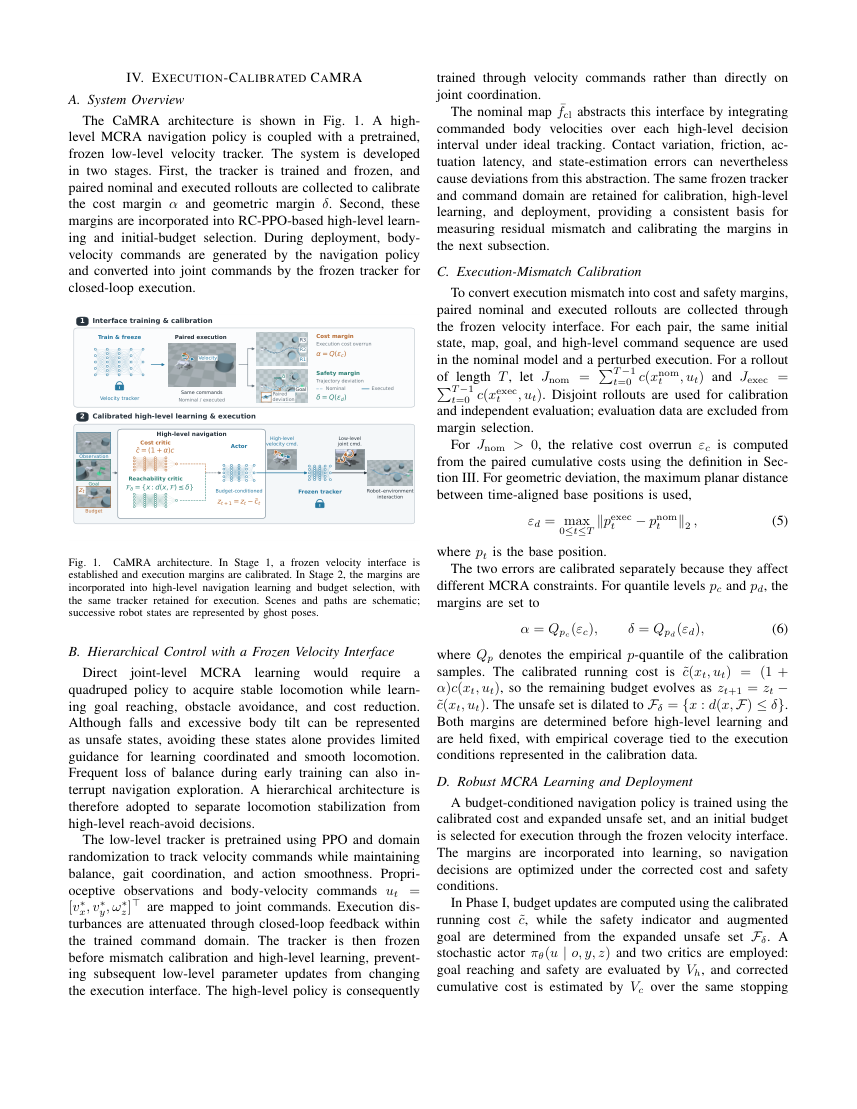 IV. EXECUTION-CALIBRATED CAMRA
A. System Overview
The CaMRA architecture is shown in Fig. 1. A high-
level MCRA navigation policy is coupled with a pretrained,
frozen low-level velocity tracker. The system is developed
in two stages. First, the tracker is trained and frozen, and
paired nominal and executed rollouts are collected to calibrate
the cost margin α and geometric margin δ. Second, these
margins are incorporated into RC-PPO-based high-level learn-
ing and initial-budget selection. During deployment, body-
velocity commands are generated by the navigation policy
and converted into joint commands by the frozen tracker for
closed-loop execution.
1 Interface training & calibration
Train & freeze
Velocity tracker
Paired execution
Velocity
Same commands
Nominal / executed
Goal
Paired
deviation
Cost margin
Execution cost overrun
α = Q(ε_c)
Safety margin
Trajectory deviation
Nominal Executed
δ = Q(ε_d)
2 Calibrated high-level learning & execution
Observation
Goal
Budget
High-level navigation
Cost critic
c̃ = (1 + α)c
Reachability critic
F_δ = {x : d(x, F) ≤ δ}
Actor
Budget-conditioned
z_{t+1} = z_t − c̃_t
High-level
velocity cmd.
Frozen tracker
Low-level
joint cmd.
Robot–environment
interaction
Fig. 1. CaMRA architecture. In Stage 1, a frozen velocity interface is
established and execution margins are calibrated. In Stage 2, the margins are
incorporated into high-level navigation learning and budget selection, with
the same tracker retained for execution. Scenes and paths are schematic;
successive robot states are represented by ghost poses.
B. Hierarchical Control with a Frozen Velocity Interface
Direct joint-level MCRA learning would require a
quadruped policy to acquire stable locomotion while learn-
ing goal reaching, obstacle avoidance, and cost reduction.
Although falls and excessive body tilt can be represented
as unsafe states, avoiding these states alone provides limited
guidance for learning coordinated and smooth locomotion.
Frequent loss of balance during early training can also in-
terrupt navigation exploration. A hierarchical architecture is
therefore adopted to separate locomotion stabilization from
high-level reach-avoid decisions.
The low-level tracker is pretrained using PPO and domain
randomization to track velocity commands while maintaining
balance, gait coordination, and action smoothness. Propri-
oceptive observations and body-velocity commands u_t =
[v_x^*, v_y^*, ω_z^*]^⊤ are mapped to joint commands. Execution dis-
turbances are attenuated through closed-loop feedback within
the trained command domain. The tracker is then frozen
before mismatch calibration and high-level learning, prevent-
ing subsequent low-level parameter updates from changing
the execution interface. The high-level policy is consequently
trained through velocity commands rather than directly on
joint coordination.
The nominal map f̄_cl abstracts this interface by integrating
commanded body velocities over each high-level decision
interval under ideal tracking. Contact variation, friction, ac-
tuation latency, and state-estimation errors can nevertheless
cause deviations from this abstraction. The same frozen tracker
and command domain are retained for calibration, high-level
learning, and deployment, providing a consistent basis for
measuring residual mismatch and calibrating the margins in
the next subsection.
C. Execution-Mismatch Calibration
To convert execution mismatch into cost and safety margins,
paired nominal and executed rollouts are collected through
the frozen velocity interface. For each pair, the same initial
state, map, goal, and high-level command sequence are used
in the nominal model and a perturbed execution. For a rollout
of length T, let J_nom = ∑_{t=0}^{T−1} c(x_t^nom, u_t) and J_exec =
∑_{t=0}^{T−1} c(x_t^exec, u_t). Disjoint rollouts are used for calibration
and independent evaluation; evaluation data are excluded from
margin selection.
For J_nom > 0, the relative cost overrun ε_c is computed
from the paired cumulative costs using the definition in Sec-
tion III. For geometric deviation, the maximum planar distance
between time-aligned base positions is used,
ε_d = max_{0≤t≤T} ‖p_t^exec − p_t^nom‖_2 , (5)
where p_t is the base position.
The two errors are calibrated separately because they affect
different MCRA constraints. For quantile levels p_c and p_d, the
margins are set to
α = Q_{p_c}(ε_c), δ = Q_{p_d}(ε_d), (6)
where Q_p denotes the empirical p-quantile of the calibration
samples. The calibrated running cost is c̃(x_t, u_t) = (1 +
α)c(x_t, u_t), so the remaining budget evolves as z_{t+1} = z_t −
c̃(x_t, u_t). The unsafe set is dilated to F_δ = {x : d(x, F) ≤ δ}.
Both margins are determined before high-level learning and
are held fixed, with empirical coverage tied to the execution
conditions represented in the calibration data.
D. Robust MCRA Learning and Deployment
A budget-conditioned navigation policy is trained using the
calibrated cost and expanded unsafe set, and an initial budget
is selected for execution through the frozen velocity interface.
The margins are incorporated into learning, so navigation
decisions are optimized under the corrected cost and safety
conditions.
In Phase I, budget updates are computed using the calibrated
running cost c̃, while the safety indicator and augmented
goal are determined from the expanded unsafe set F_δ. A
stochastic actor π_θ(u | o, y, z) and two critics are employed:
goal reaching and safety are evaluated by V_h, and corrected
cumulative cost is estimated by V_c over the same stopping